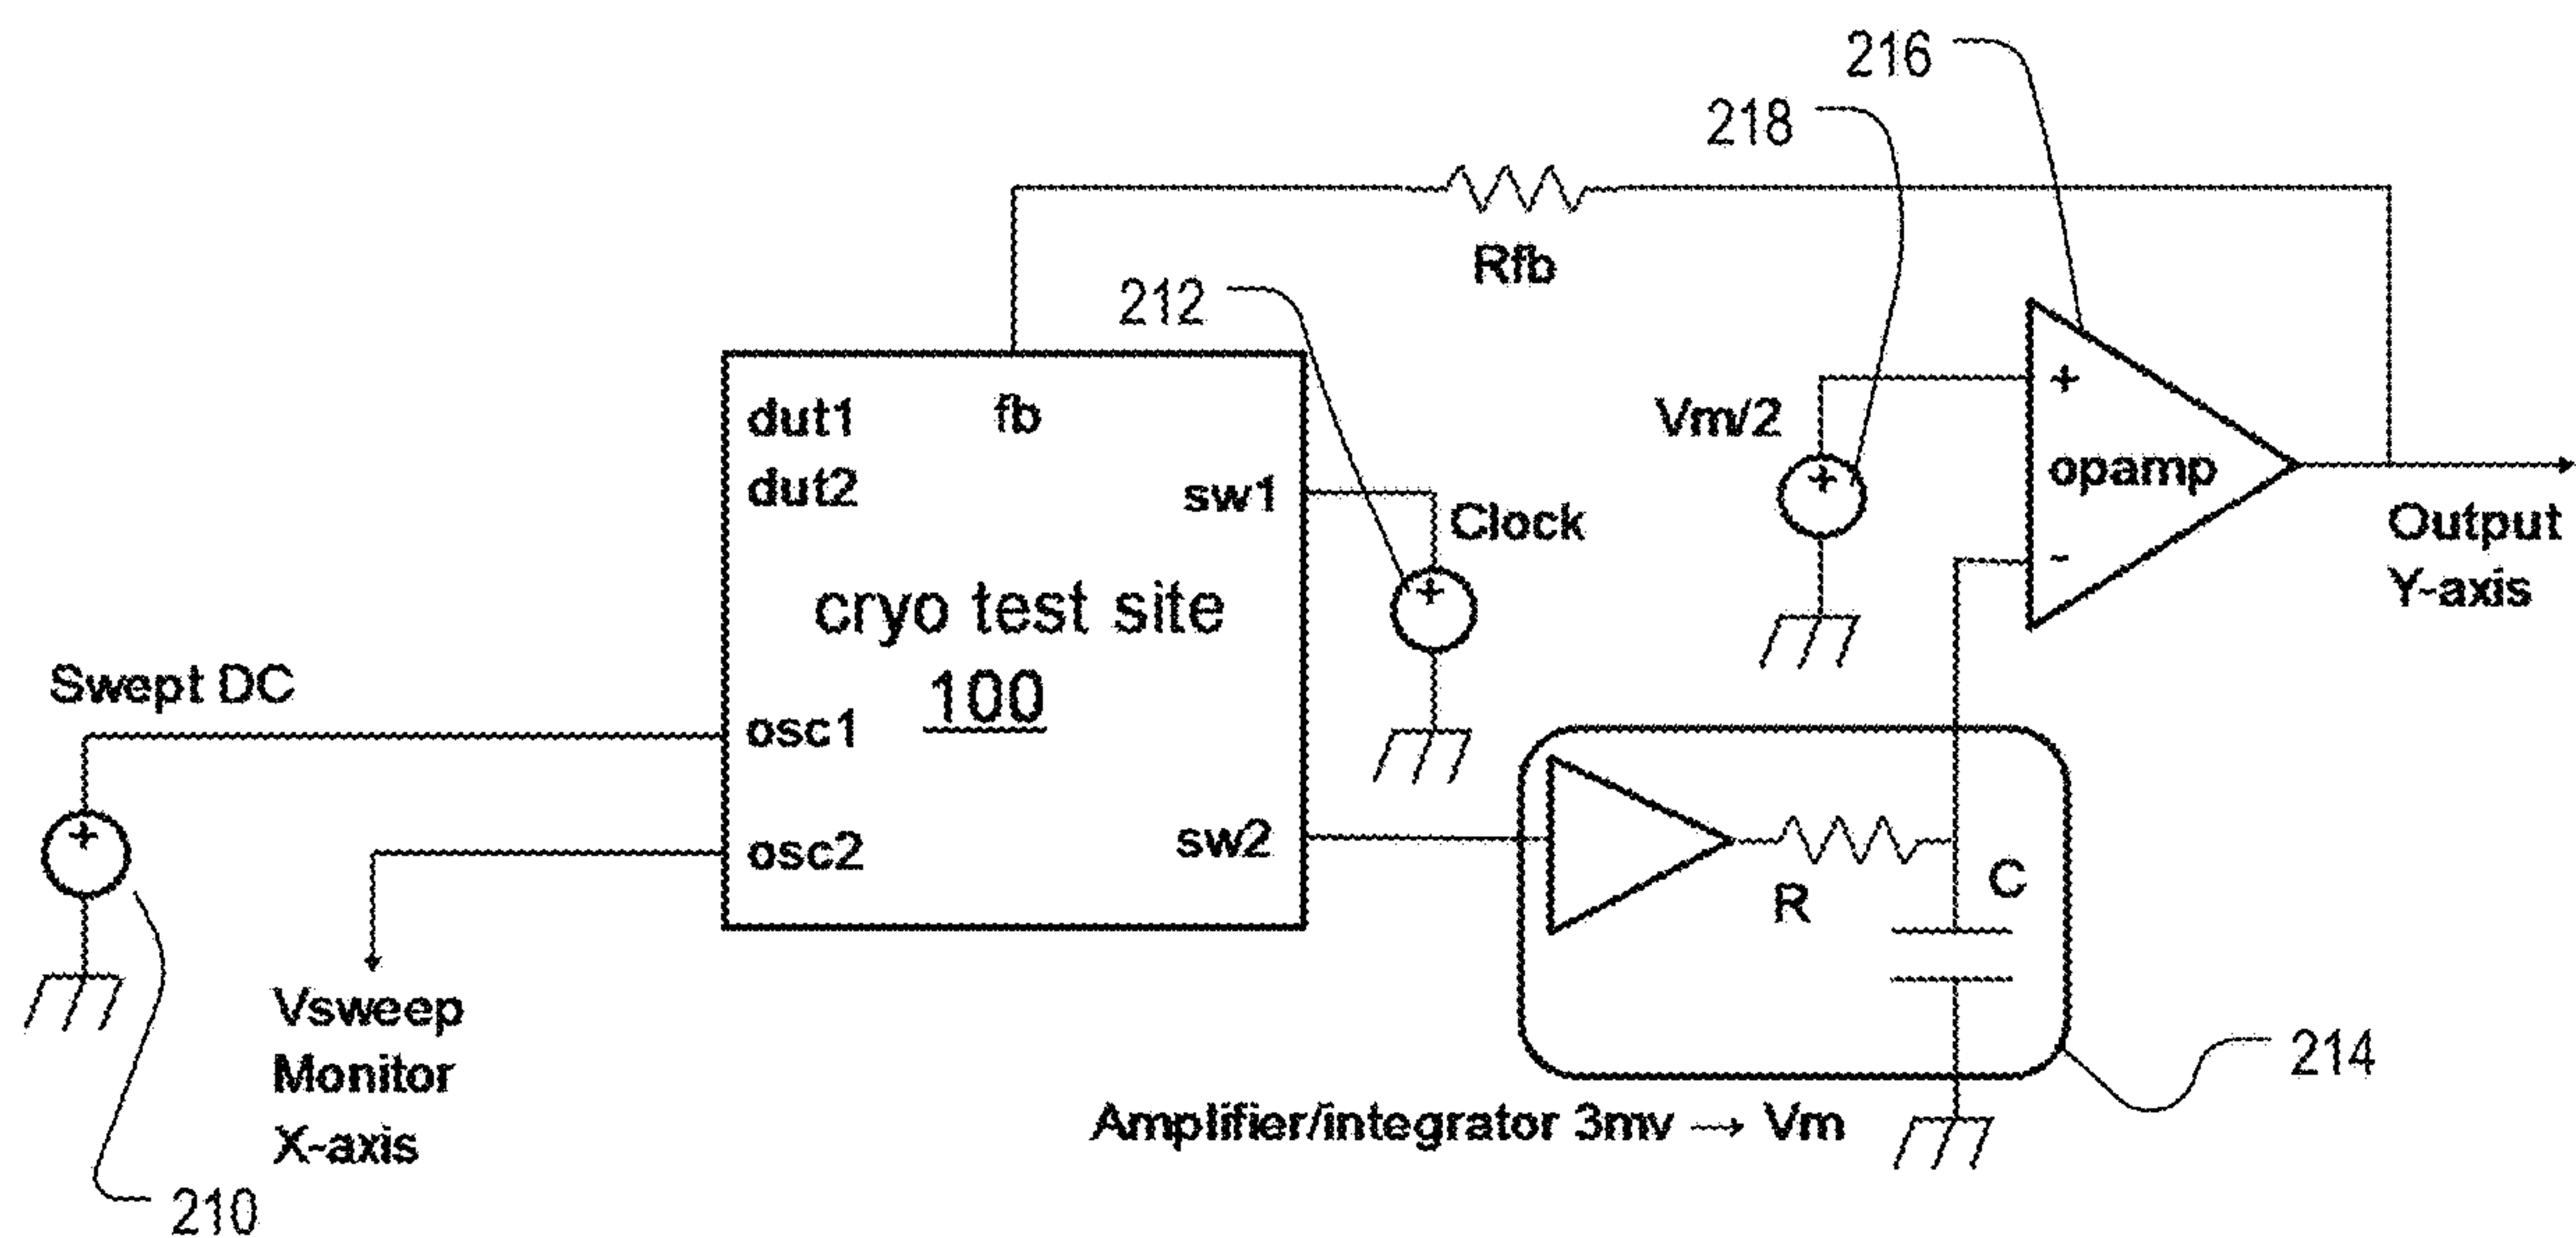 216
218
Rfb
212
dut1
fb
dut2
sw1
Clock
Vm/2
+
opamp
-
+
+
Output
Y-axis
cryo test site
100
Swept DC
osc1
+
osc2
sw2
R
C
Vsweep
Monitor
X-axis
Amplifier/integrator 3mv → Vm
214
210